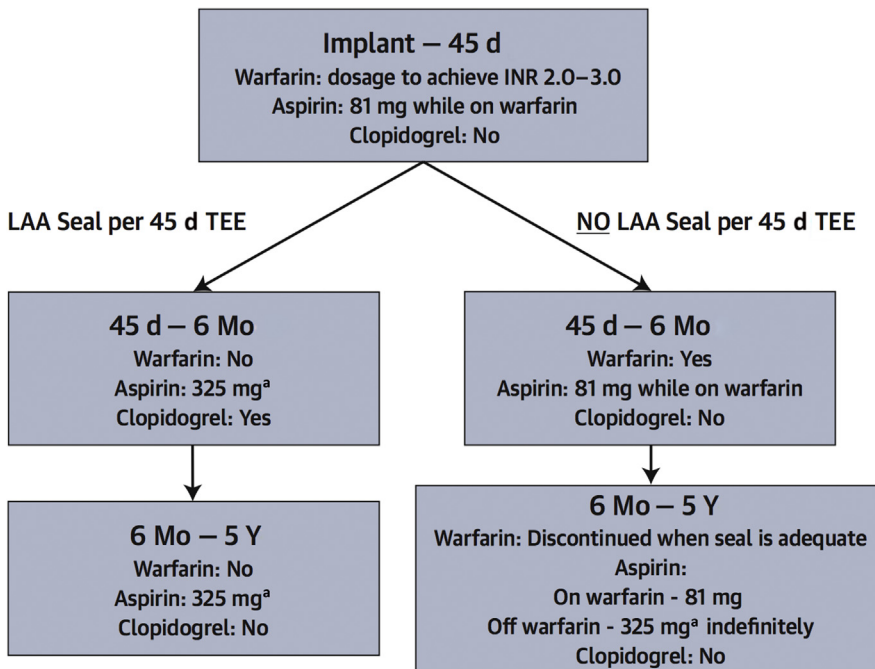 Implant – 45 d
Warfarin: dosage to achieve INR 2.0–3.0
Aspirin: 81 mg while on warfarin
Clopidogrel: No
LAA Seal per 45 d TEE
NO LAA Seal per 45 d TEE
45 d – 6 Mo
Warfarin: No
Aspirin: 325 mgᵃ
Clopidogrel: Yes
45 d – 6 Mo
Warfarin: Yes
Aspirin: 81 mg while on warfarin
Clopidogrel: No
6 Mo – 5 Y
Warfarin: No
Aspirin: 325 mgᵃ
Clopidogrel: No
6 Mo – 5 Y
Warfarin: Discontinued when seal is adequate
Aspirin:
On warfarin - 81 mg
Off warfarin - 325 mgᵃ indefinitely
Clopidogrel: No